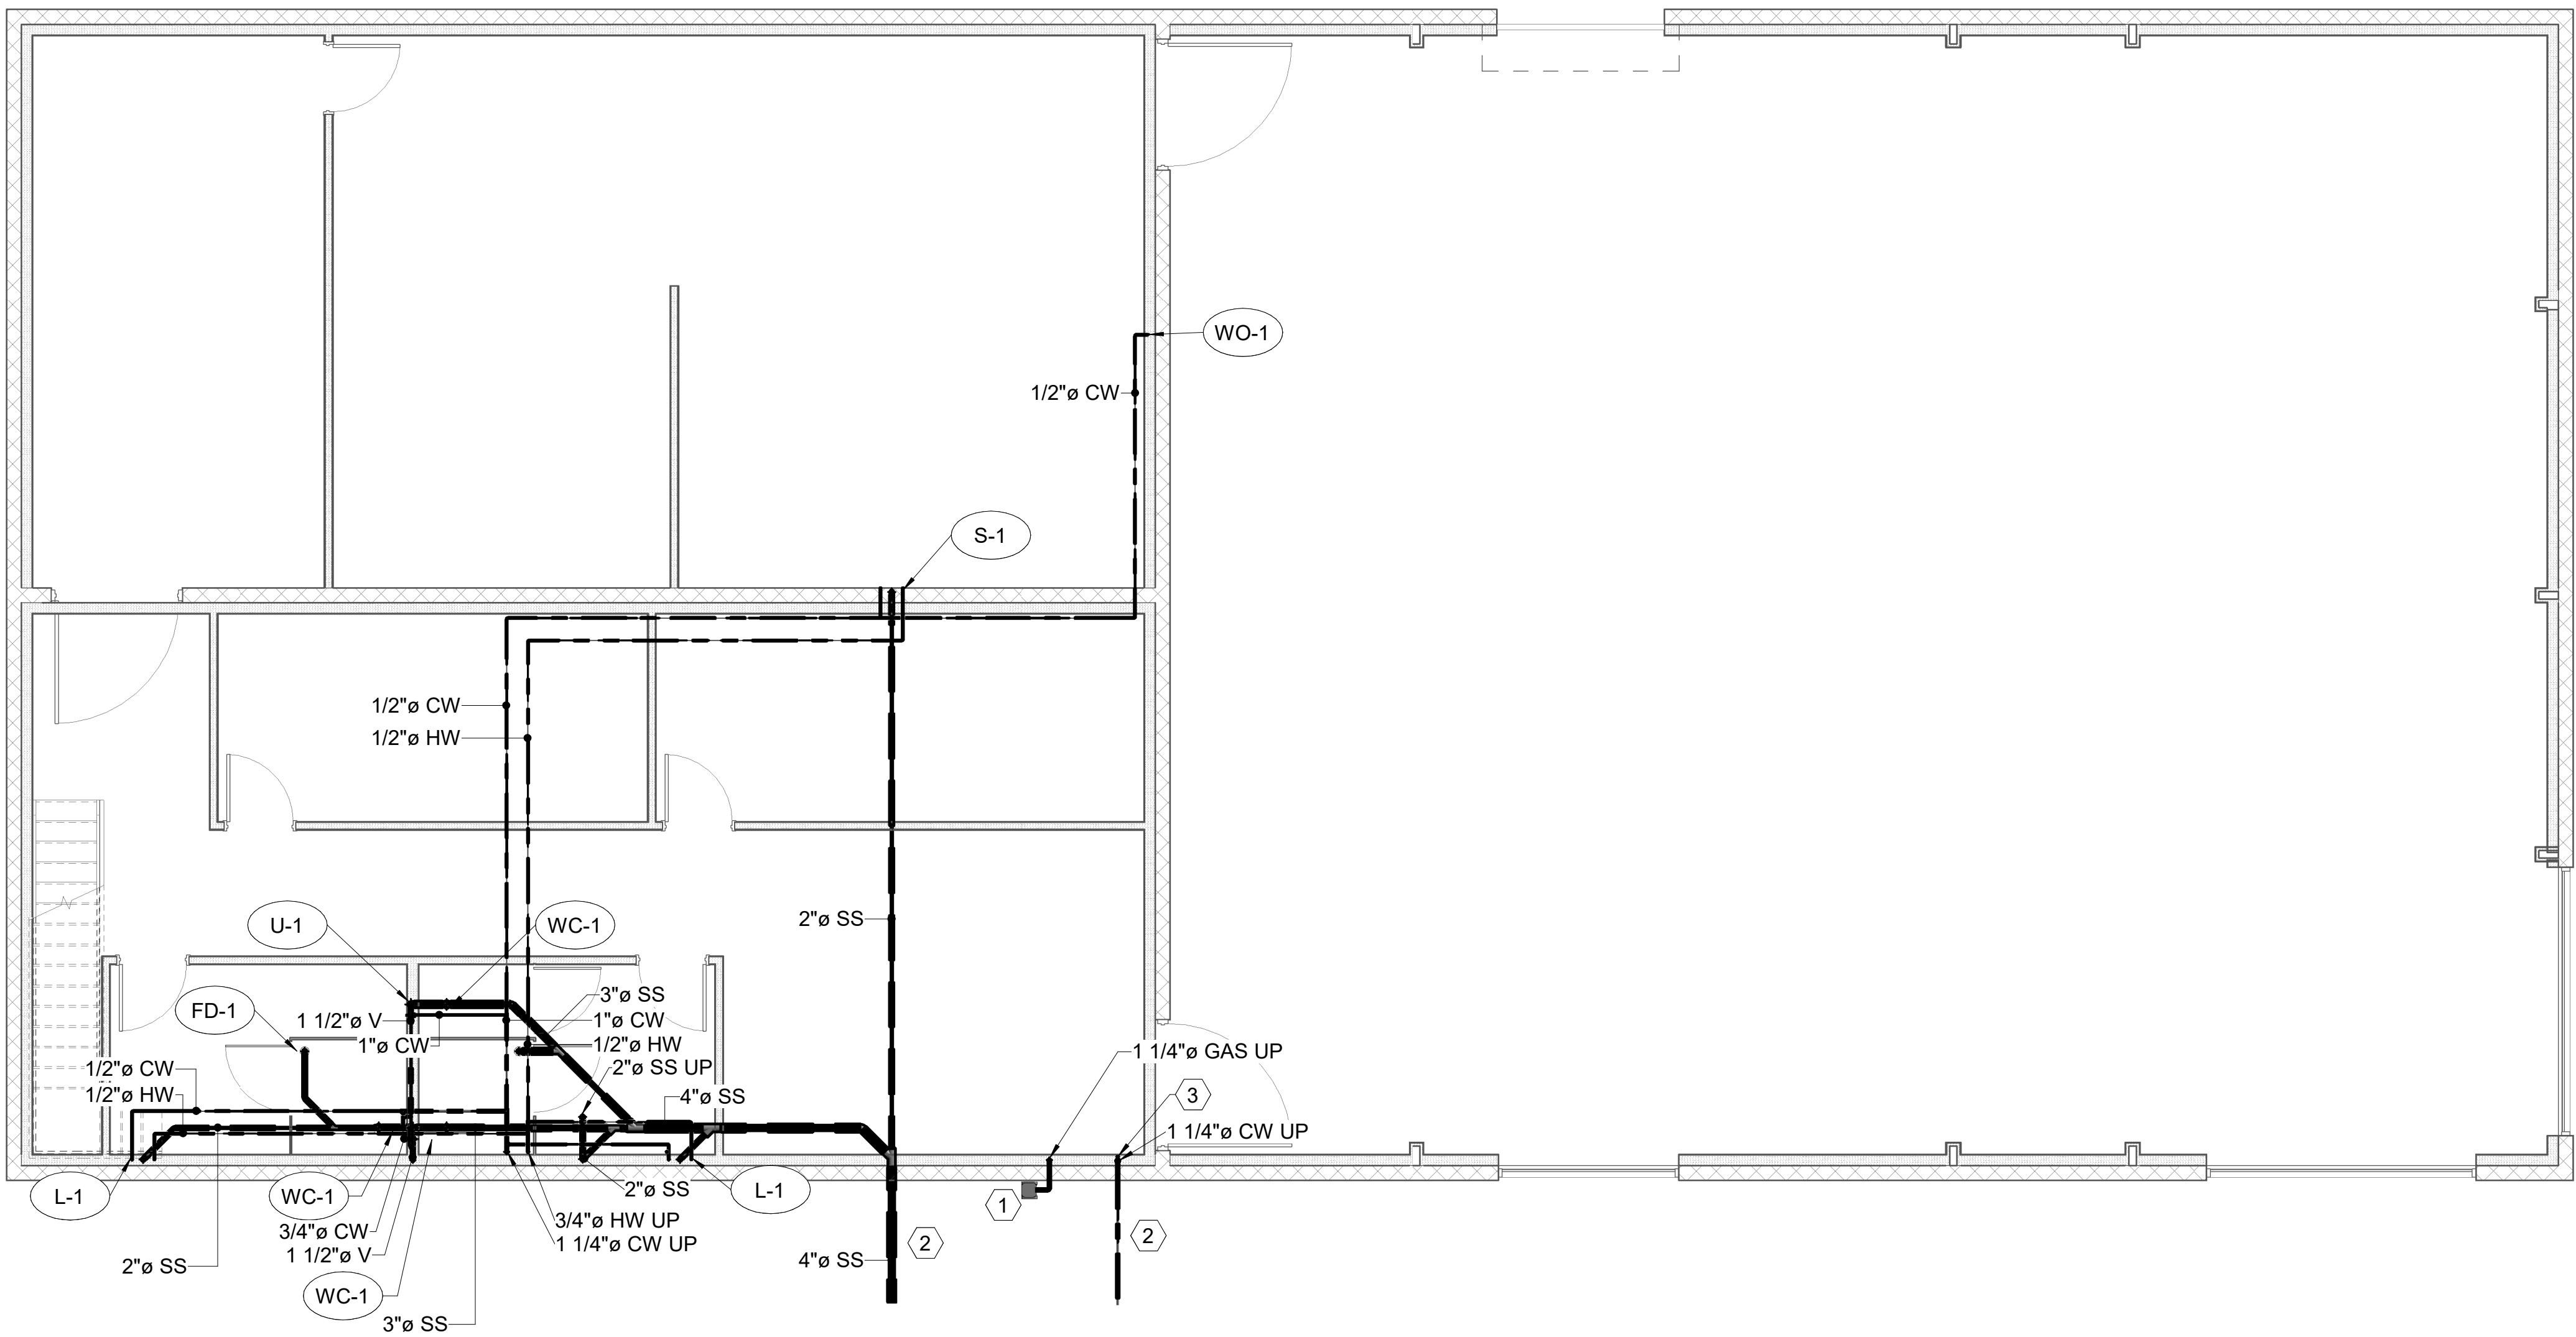 WO-1
1/2"ø CW
S-1
1/2"ø CW
1/2"ø HW
2"ø SS
U-1
WC-1
3"ø SS
FD-1
1 1/2"ø V
1"ø CW
1"ø CW
1/2"ø HW
2"ø SS UP
1/2"ø CW
1/2"ø HW
4"ø SS
1 1/4"ø GAS UP
3
1 1/4"ø CW UP
L-1
WC-1
2"ø SS
L-1
1
3/4"ø CW
3/4"ø HW UP
1 1/2"ø V
1 1/4"ø CW UP
2
2
2"ø SS
4"ø SS
WC-1
3"ø SS